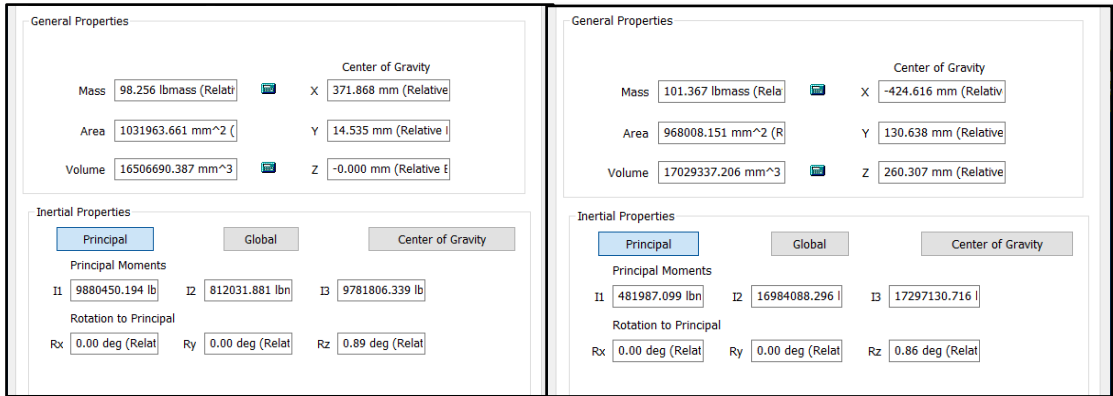 General Properties
Center of Gravity
Mass 98.256 lbmass (Relati X 371.868 mm (Relative
Area 1031963.661 mm^2 ( Y 14.535 mm (Relative I
Volume 16506690.387 mm^3 Z -0.000 mm (Relative E
Inertial Properties
Principal Global Center of Gravity
Principal Moments
I1 9880450.194 lb I2 812031.881 lbn I3 9781806.339 lb
Rotation to Principal
Rx 0.00 deg (Relat Ry 0.00 deg (Relat Rz 0.89 deg (Relat
General Properties
Center of Gravity
Mass 101.367 lbmass (Rela X -424.616 mm (Relativ
Area 968008.151 mm^2 (R Y 130.638 mm (Relative
Volume 17029337.206 mm^3 Z 260.307 mm (Relative
Inertial Properties
Principal Global Center of Gravity
Principal Moments
I1 481987.099 lbn I2 16984088.296 l I3 17297130.716 l
Rotation to Principal
Rx 0.00 deg (Relat Ry 0.00 deg (Relat Rz 0.86 deg (Relat